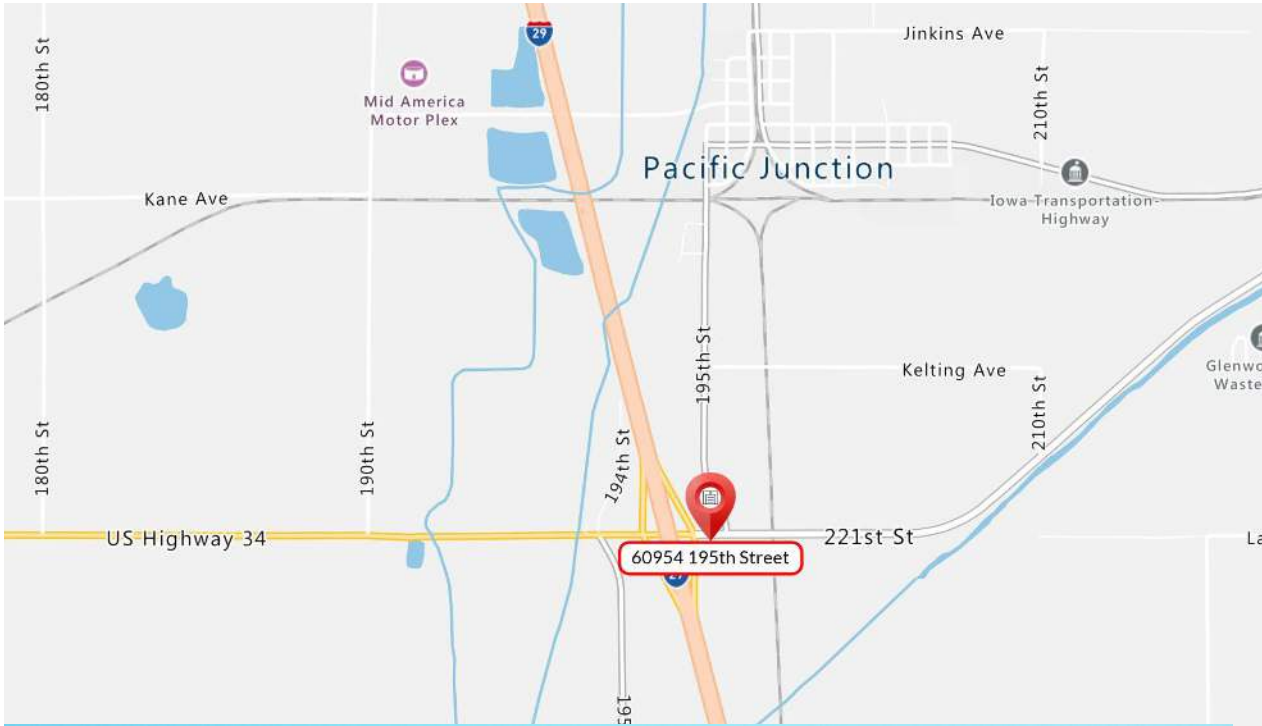 29
Jinkins Ave
180th St
Mid America
Motor Plex
210th St
Pacific Junction
Kane Ave
Iowa Transportation-
Highway
195th St
Kelting Ave
Glenwo
Waste-
180th St
190th St
194th St
210th St
US Highway 34
221st St
La
60954 195th Street
195